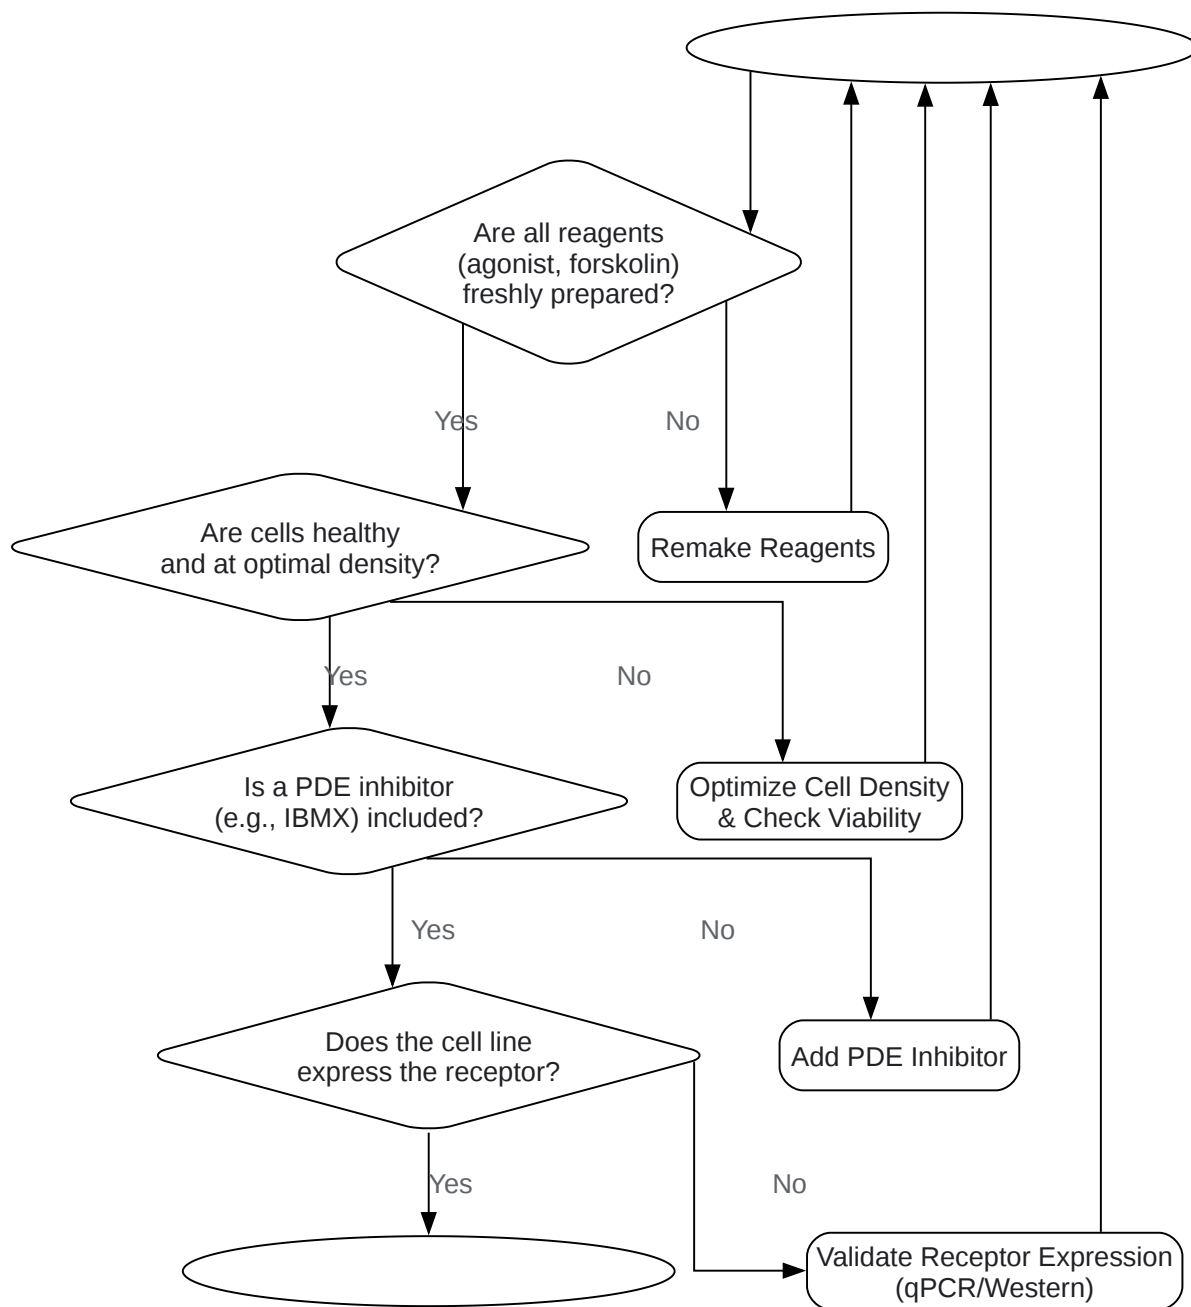 Are all reagents
(agonist, forskolin)
freshly prepared?
Yes
No
Are cells healthy
and at optimal density?
Remake Reagents
Yes
No
Is a PDE inhibitor
(e.g., IBMX) included?
Optimize Cell Density
& Check Viability
Yes
No
Does the cell line
express the receptor?
Add PDE Inhibitor
Yes
No
Validate Receptor Expression
(qPCR/Western)